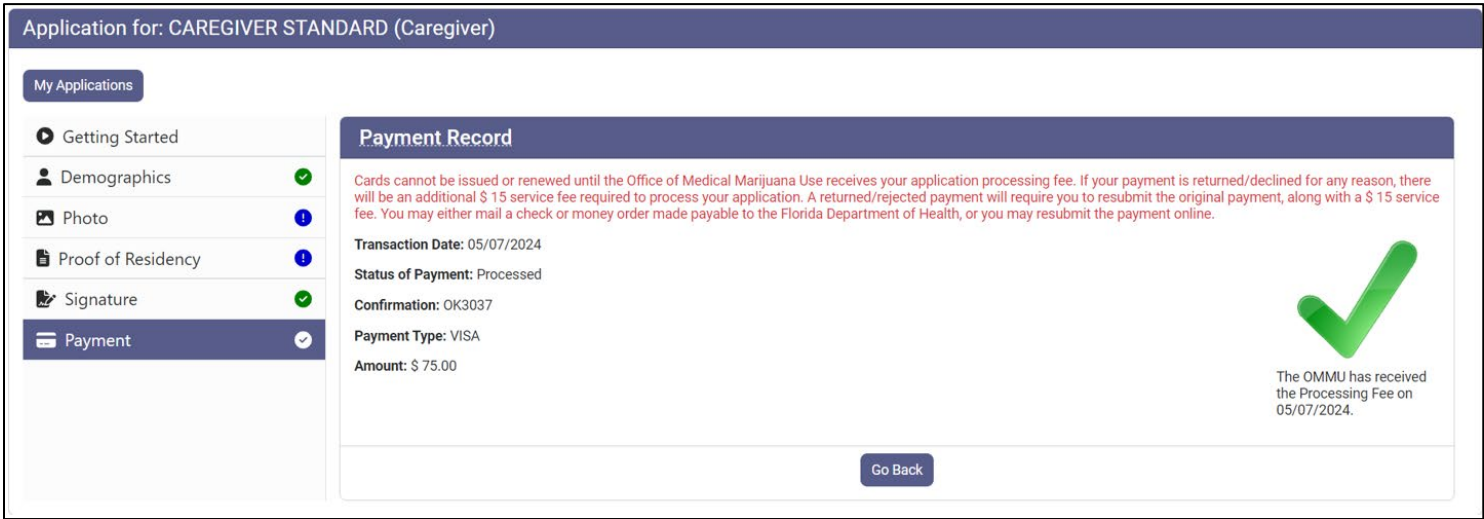 Application for: CAREGIVER STANDARD (Caregiver)
My Applications
Getting Started
Demographics
Photo
Proof of Residency
Signature
Payment
Payment Record
Cards cannot be issued or renewed until the Office of Medical Marijuana Use receives your application processing fee. If your payment is returned/declined for any reason, there
will be an additional $ 15 service fee required to process your application. A returned/rejected payment will require you to resubmit the original payment, along with a $ 15 service
fee. You may either mail a check or money order made payable to the Florida Department of Health, or you may resubmit the payment online.
Transaction Date: 05/07/2024
Status of Payment: Processed
Confirmation: OK3037
Payment Type: VISA
Amount: $ 75.00
The OMMU has received
the Processing Fee on
05/07/2024.
Go Back